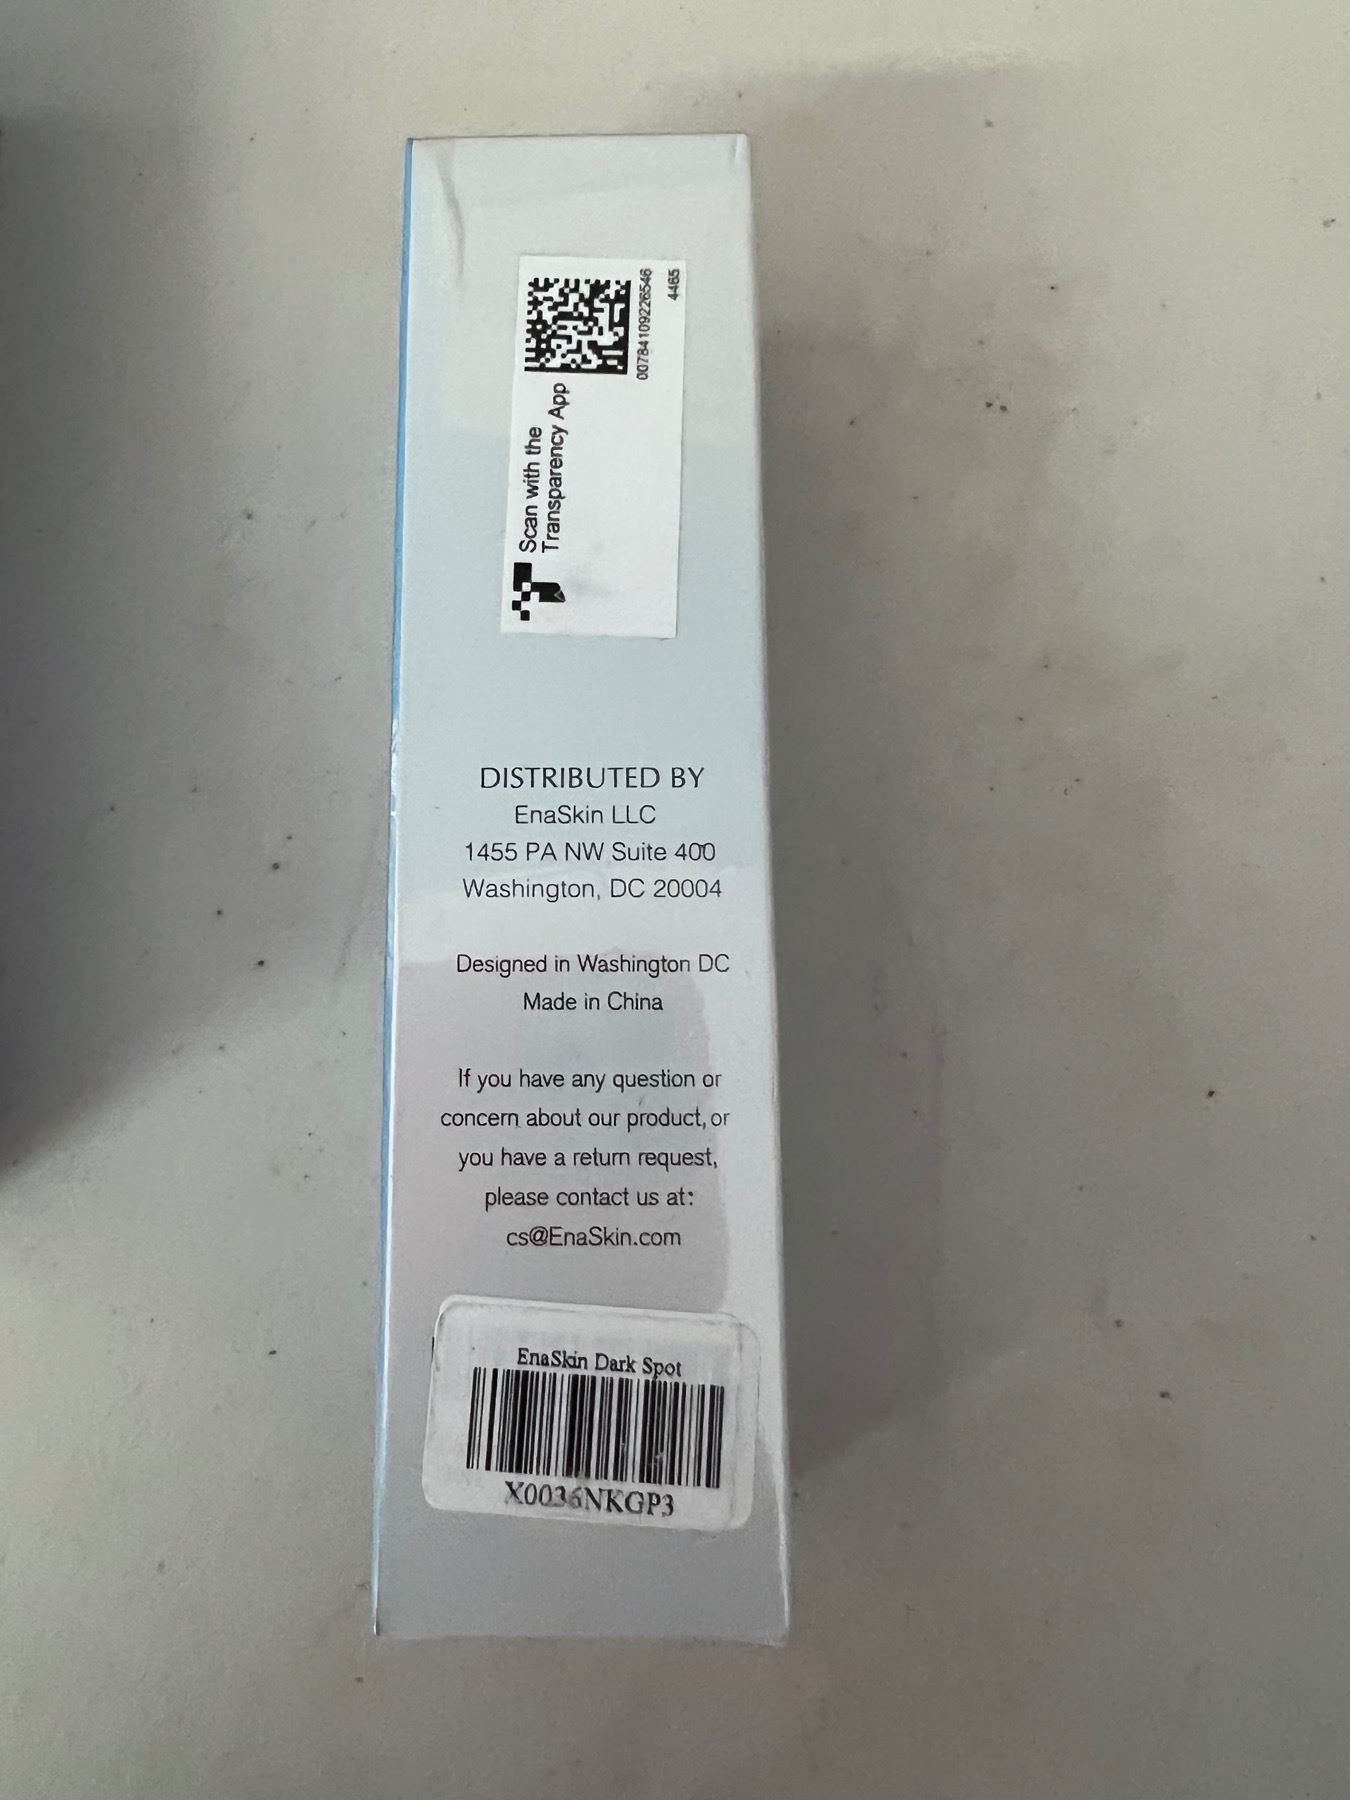 Scan with the
Transparency App
00784109226546
4465
DISTRIBUTED BY
EnaSkin LLC
1455 PA NW Suite 400
Washington, DC 20004
Designed in Washington DC
Made in China
If you have any question or
concern about our product, or
you have a return request,
please contact us at:
cs@EnaSkin.com
EnaSkin Dark Spot
X0036NKGP3